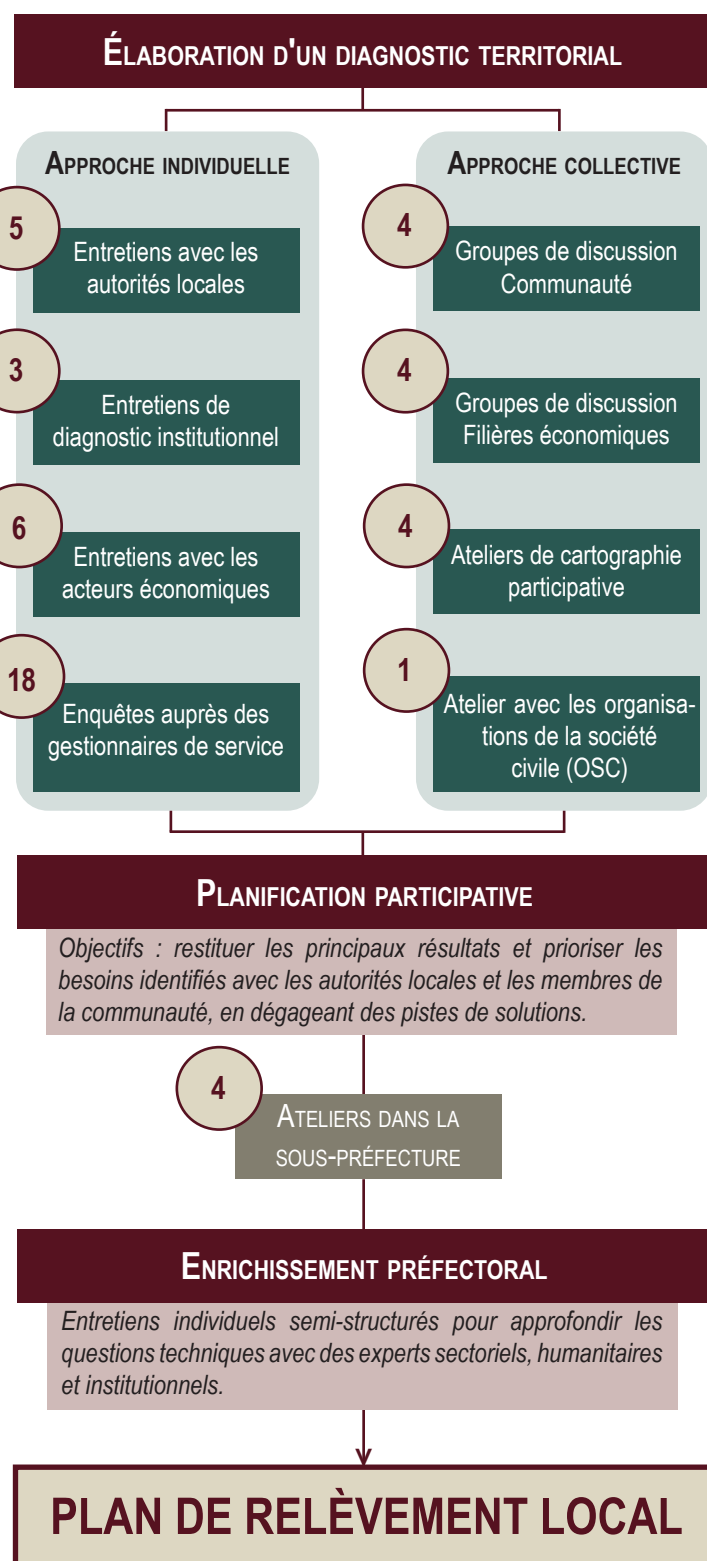 ÉLABORATION D'UN DIAGNOSTIC TERRITORIAL
APPROCHE INDIVIDUELLE
5
Entretiens avec les
autorités locales
3
Entretiens de
diagnostic institutionnel
6
Entretiens avec les
acteurs économiques
18
Enquêtes auprès des
gestionnaires de service
APPROCHE COLLECTIVE
4
Groupes de discussion
Communauté
4
Groupes de discussion
Filières économiques
4
Ateliers de cartographie
participative
1
Atelier avec les organisa-
tions de la société
civile (OSC)
PLANIFICATION PARTICIPATIVE
Objectifs : restituer les principaux résultats et prioriser les
besoins identifiés avec les autorités locales et les membres de
la communauté, en dégageant des pistes de solutions.
4
ATELIERS DANS LA
SOUS-PRÉFECTURE
ENRICHISSEMENT PRÉFECTORAL
Entretiens individuels semi-structurés pour approfondir les
questions techniques avec des experts sectoriels, humanitaires
et institutionnels.
PLAN DE RELÈVEMENT LOCAL